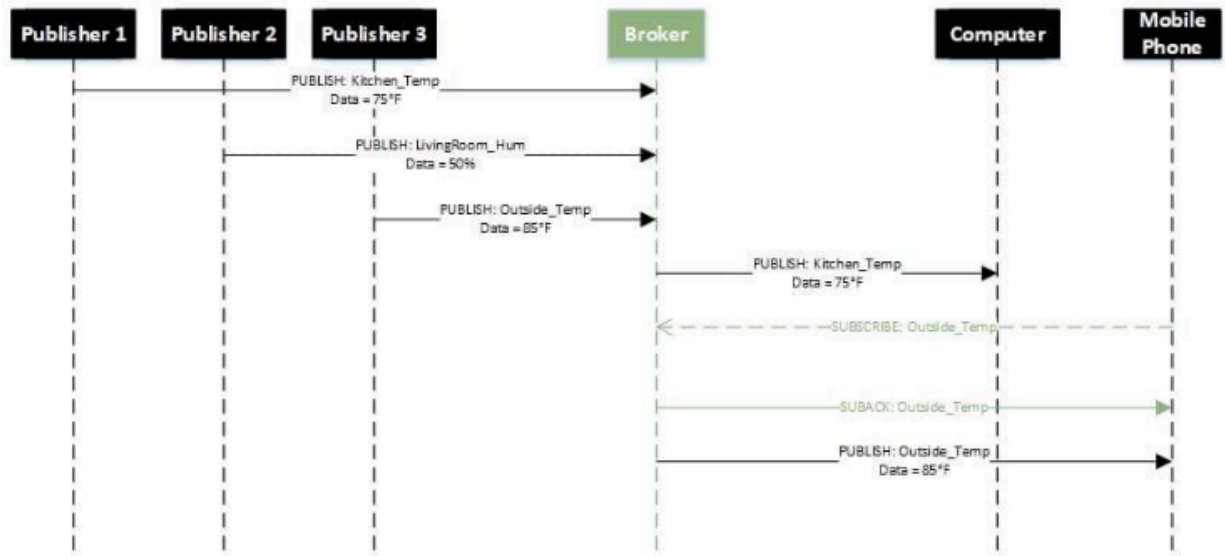 Publisher 1
Publisher 2
Publisher 3
Broker
Computer
Mobile
Phone
PUBLISH: Kitchen_Temp
Data = 75°F
PUBLISH: LivingRoom_Hum
Data = 50%
PUBLISH: Outside_Temp
Data = 85°F
PUBLISH: Kitchen_Temp
Data = 75°F
SUBSCRIBE: Outside_Temp
SUBACK: Outside_Temp
PUBLISH: Outside_Temp
Data = 85°F